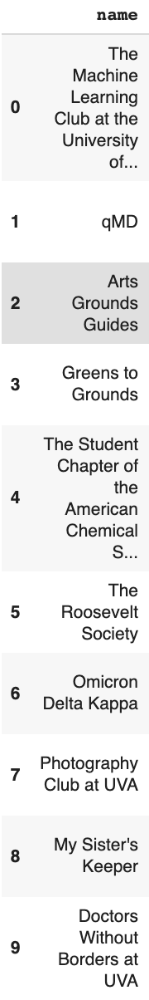 name
The
Machine
Learning
0
Club at the
University
of...
1 qMD
Arts
2 Grounds
Guides
3 Greens to
Grounds
The Student
Chapter of
4 the
American
Chemical
S...
The
5 Roosevelt
Society
6 Omicron
Delta Kappa
7 Photography
Club at UVA
8 My Sister's
Keeper
Doctors
9 Without
Borders at
UVA